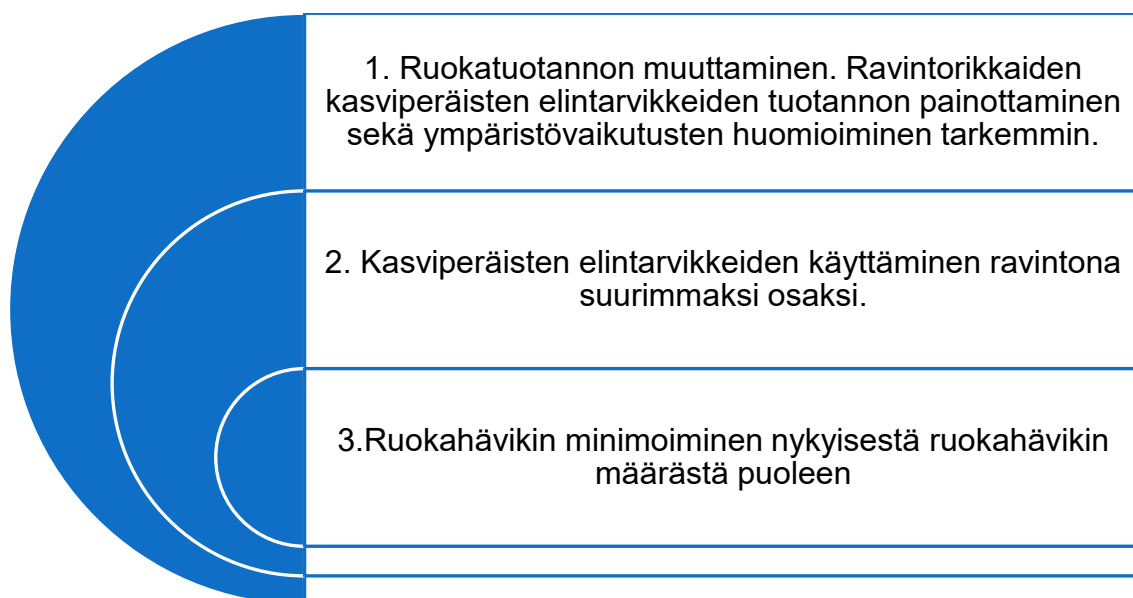 1. Ruokatuotannon muuttaminen. Ravintorikkaiden
kasviperäisten elintarvikkeiden tuotannon painottaminen
sekä ympäristövaikutusten huomioiminen tarkemmin.
2. Kasviperäisten elintarvikkeiden käyttäminen ravintona
suurimmaksi osaksi.
3.Ruokahävikin minimoiminen nykyisestä ruokahävikin
määrästä puoleen